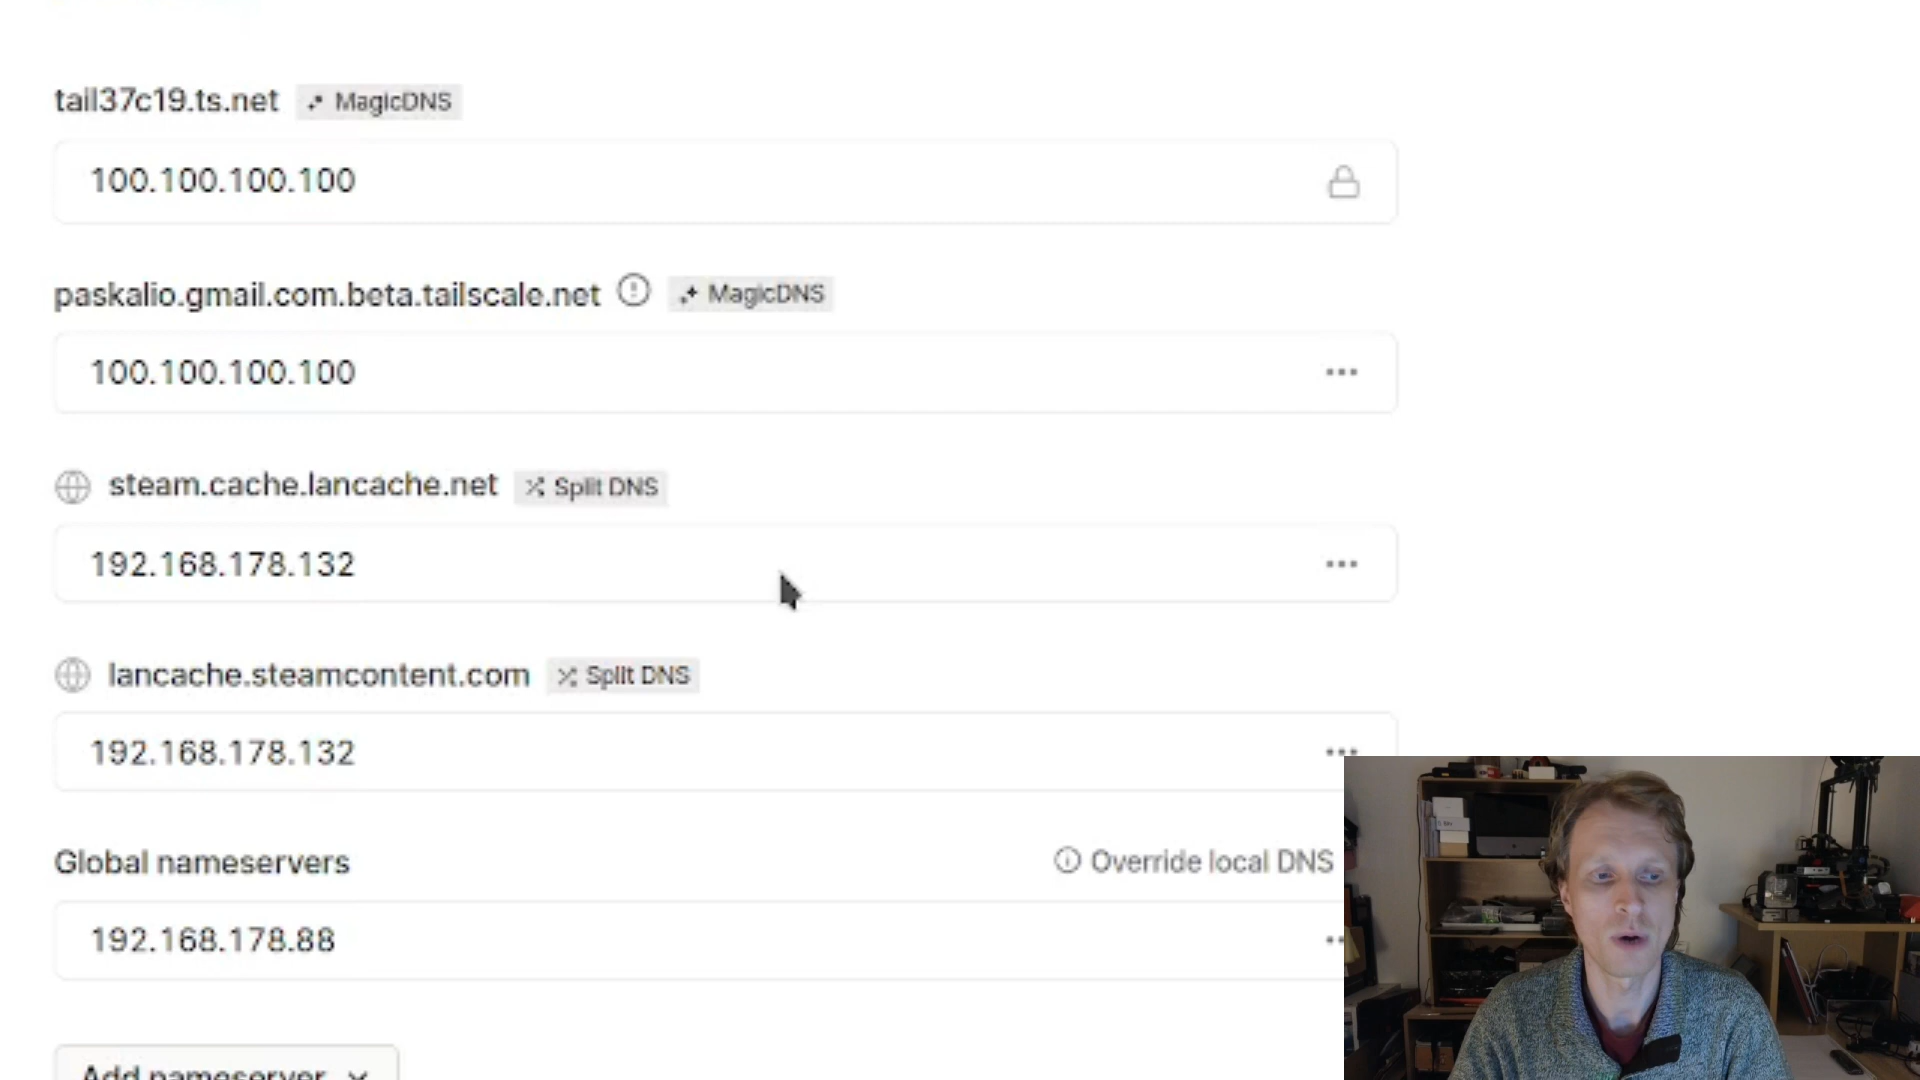 tail37c19.ts.net MagicDNS
100.100.100.100
paskalio.gmail.com.beta.tailscale.net MagicDNS
100.100.100.100
steam.cache.lancache.net Split DNS
192.168.178.132
lancache.steamcontent.com Split DNS
192.168.178.132
Global nameservers Override local DNS
192.168.178.88
Add nameserver